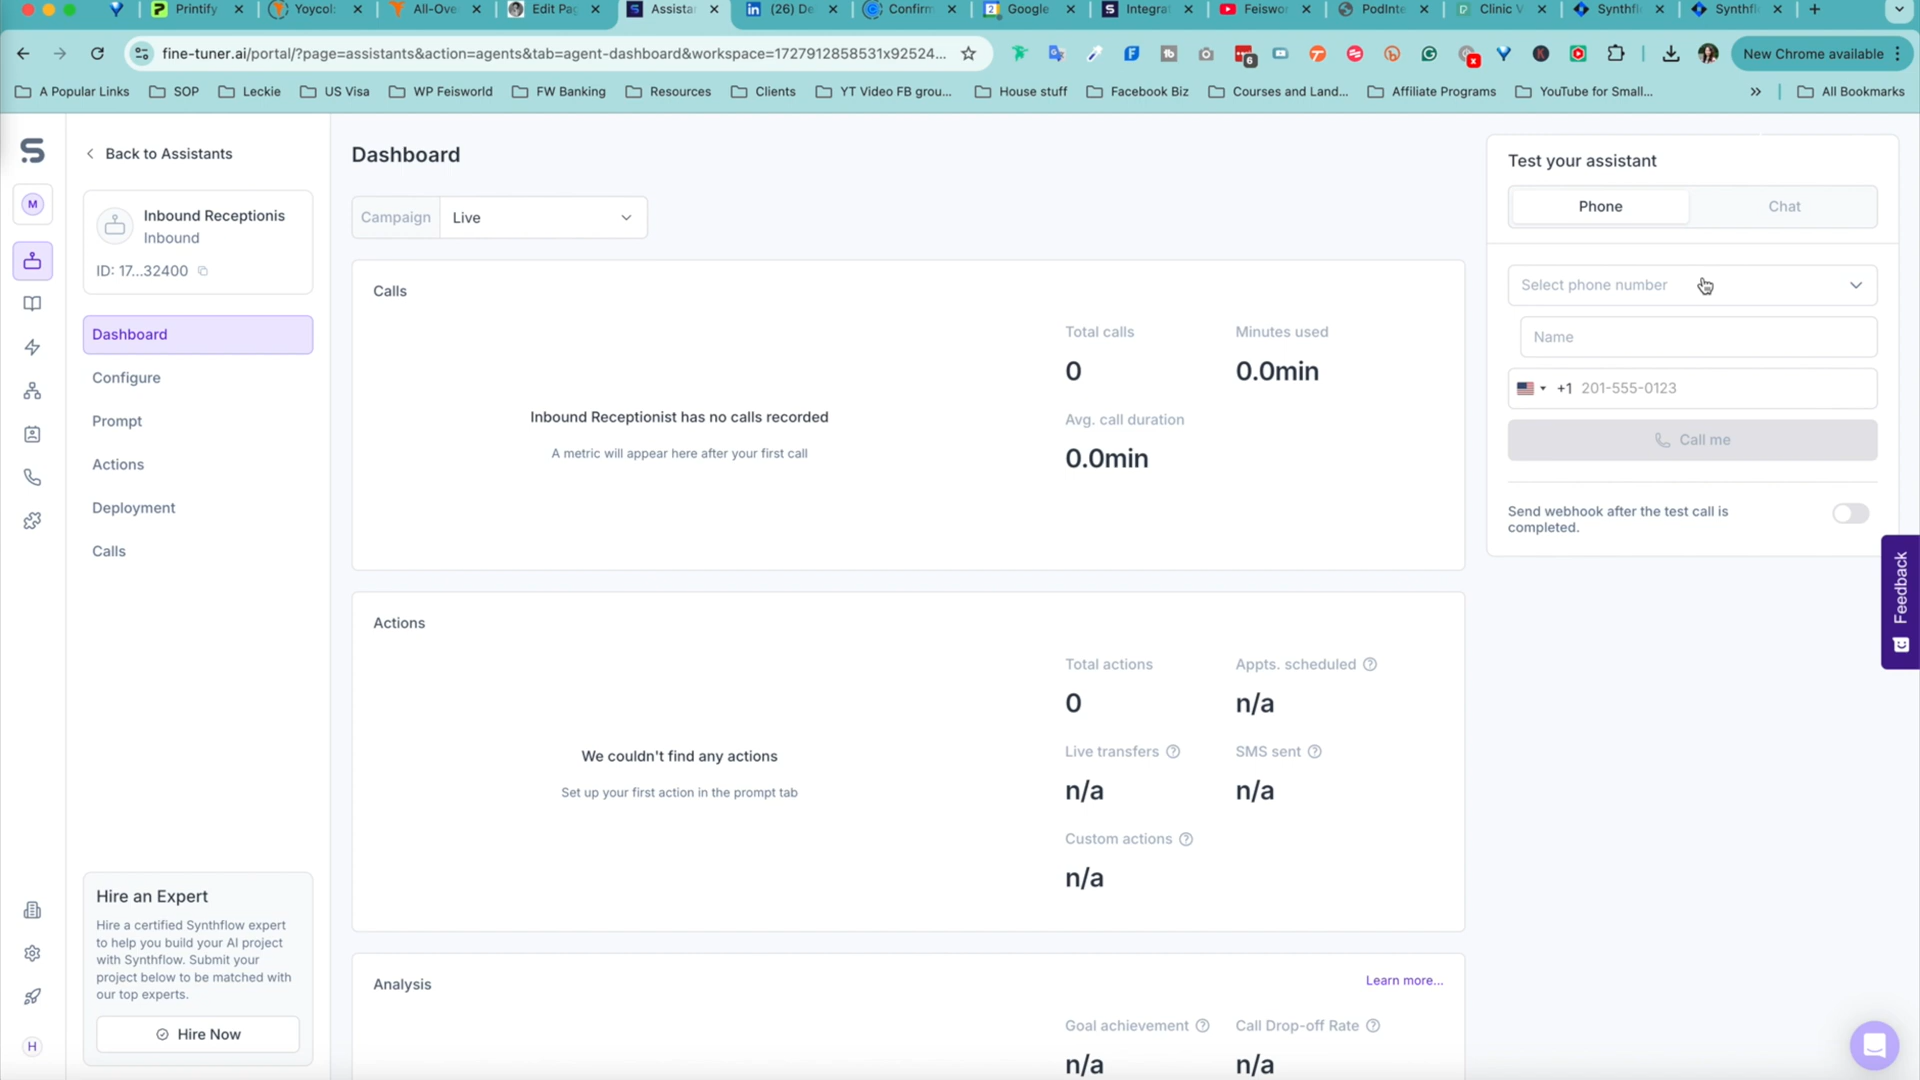 Printify
Yoycol
All-Ove
Edit Pa
Assista
in (26) De
Confirm
2 Google
Integrat
Feiswor
PodInte
Clinic V
Synthfl
Synthfl
fine-tuner.ai/portal/?page=assistants&action=agents&tab=agent-dashboard&workspace=1727912858531x92524...
6
x
New Chrome available
A Popular Links
SOP
Leckie
US Visa
WP Feisworld
FW Banking
Resources
Clients
YT Video FB grou...
House stuff
Facebook Biz
Courses and Land...
Affiliate Programs
YouTube for Small...
All Bookmarks
M
H
Back to Assistants
Inbound Receptionis
Inbound
ID: 17...32400
Dashboard
Configure
Prompt
Actions
Deployment
Calls
Hire an Expert
Hire a certified Synthflow expert
to help you build your AI project
with Synthflow. Submit your
project below to be matched with
our top experts.
Hire Now
Dashboard
Campaign
Live
Calls
Inbound Receptionist has no calls recorded
A metric will appear here after your first call
Total calls
0
Minutes used
0.0min
Avg. call duration
0.0min
Actions
We couldn't find any actions
Set up your first action in the prompt tab
Total actions
0
Appts. scheduled
n/a
Live transfers
n/a
SMS sent
n/a
Custom actions
n/a
Analysis
Learn more...
Goal achievement
n/a
Call Drop-off Rate
n/a
Test your assistant
Phone
Chat
Select phone number
Name
+1 201-555-0123
Call me
Send webhook after the test call is
completed.
Feedback